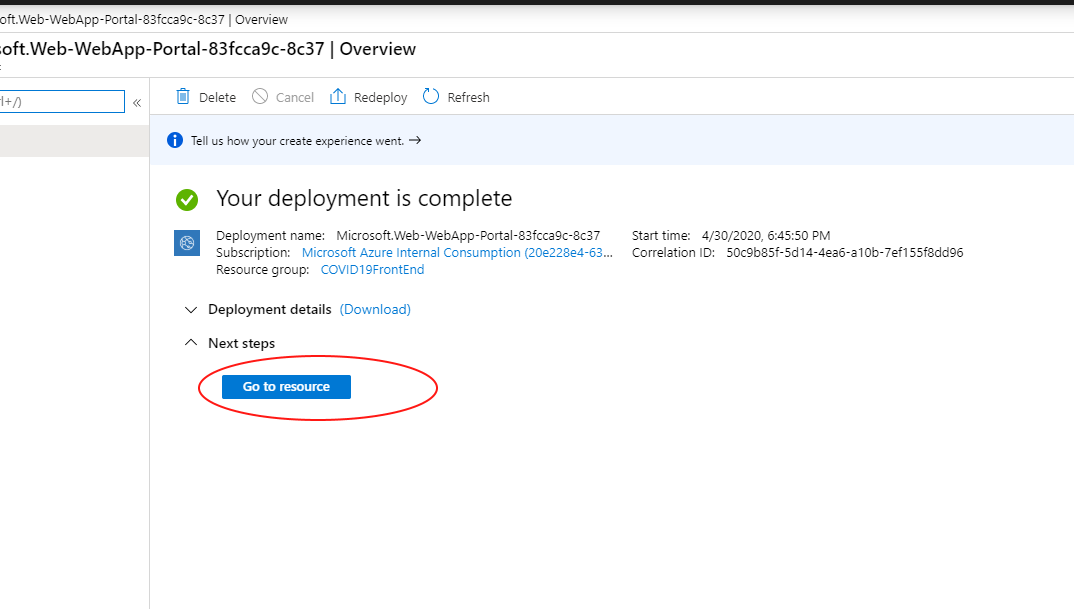 oft.Web-WebApp-Portal-83fcca9c-8c37 | Overview
soft.Web-WebApp-Portal-83fcca9c-8c37 | Overview
l+/)
«
Delete Cancel Redeploy Refresh
Tell us how your create experience went. →
Your deployment is complete
Deployment name: Microsoft.Web-WebApp-Portal-83fcca9c-8c37 Start time: 4/30/2020, 6:45:50 PM
Subscription: Microsoft Azure Internal Consumption (20e228e4-63... Correlation ID: 50c9b85f-5d14-4ea6-a10b-7ef155f8dd96
Resource group: COVID19FrontEnd
Deployment details (Download)
Next steps
Go to resource